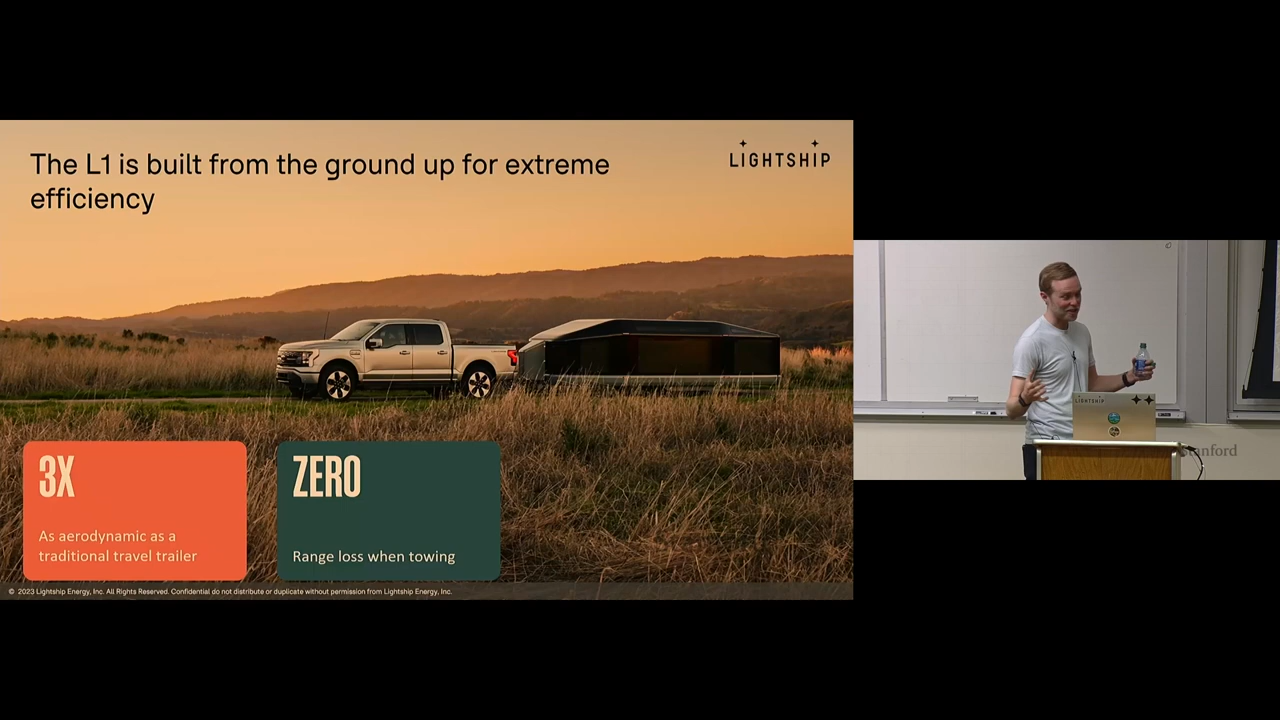 The L1 is built from the ground up for extreme
efficiency
LIGHTSHIP
3X
As aerodynamic as a
traditional travel trailer
ZERO
Range loss when towing
© 2023 Lightship Energy, Inc. All Rights Reserved. Confidential do not distribute or duplicate without permission from Lightship Energy, Inc.
LIGHTSHIP
Stanford